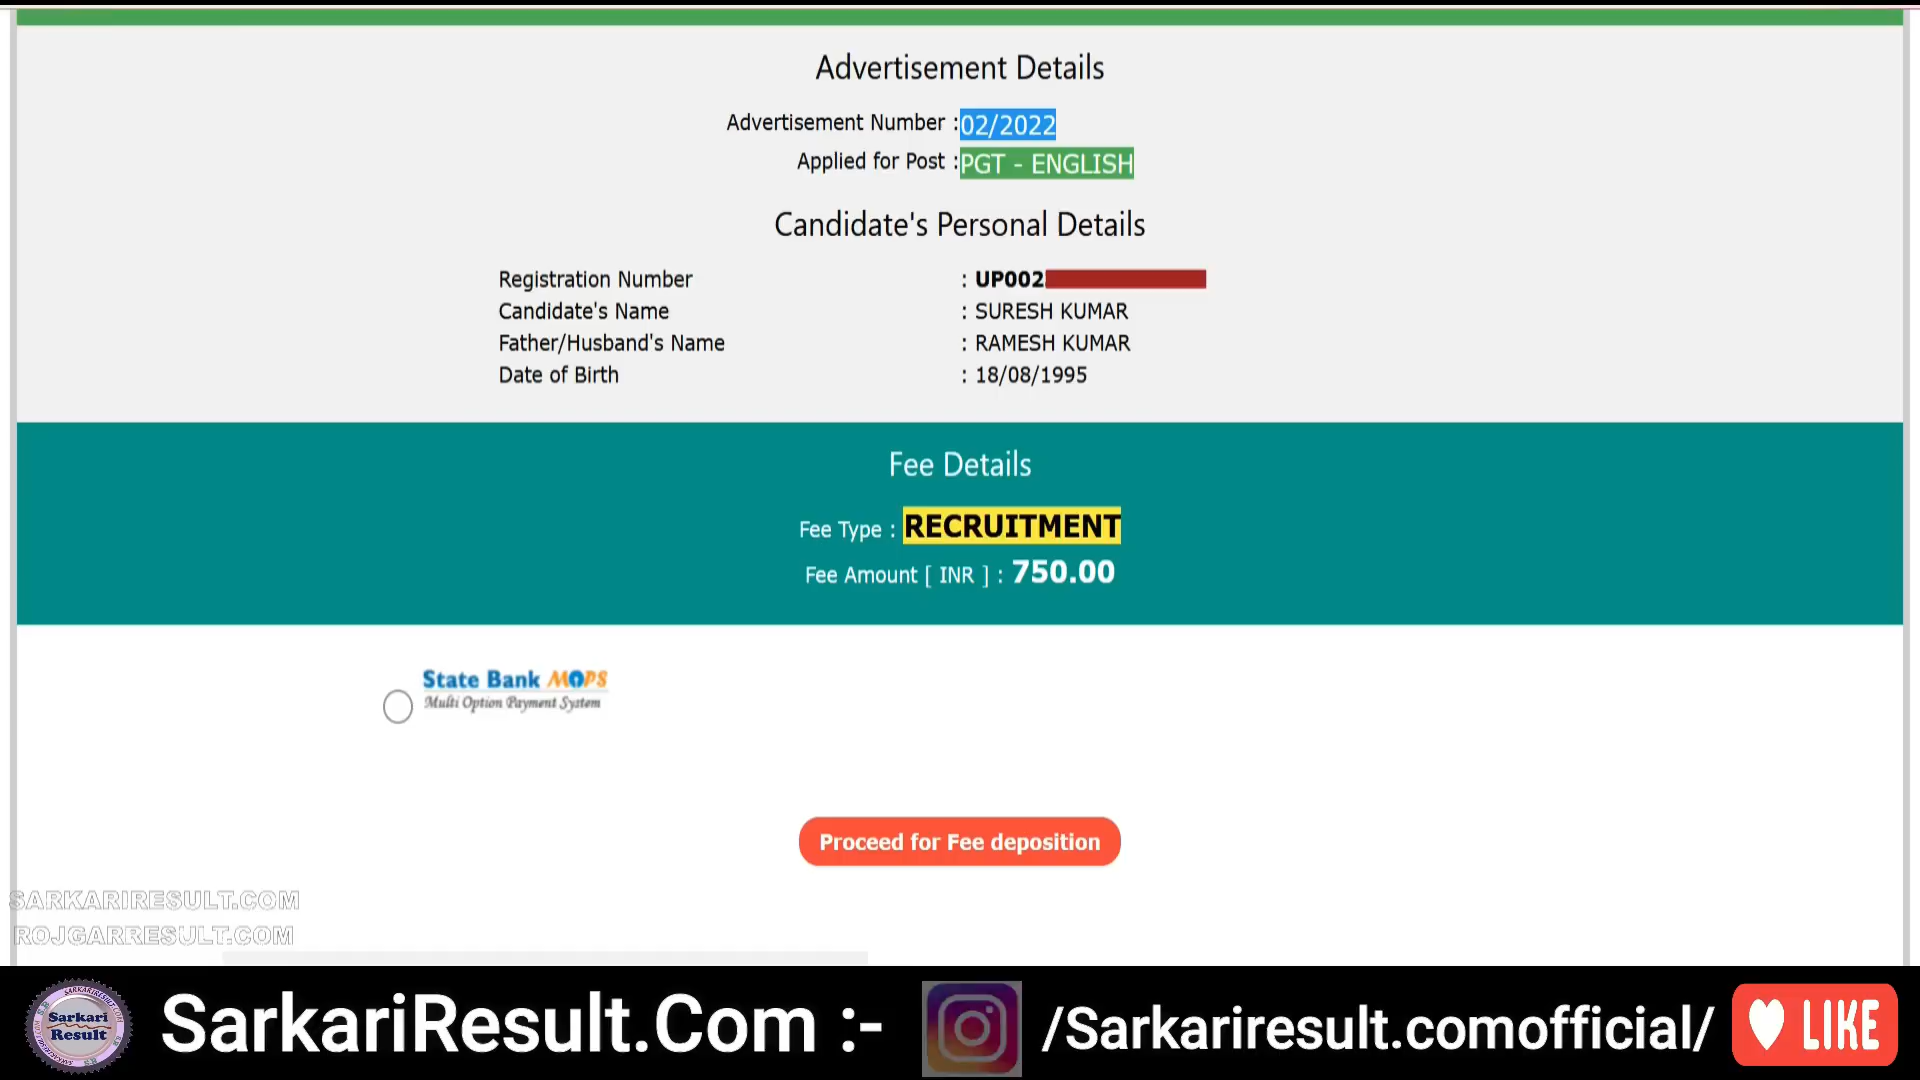 Advertisement Details
Advertisement Number :02/2022
Applied for Post :PGT - ENGLISH
Candidate's Personal Details
Registration Number : UP002
Candidate's Name : SURESH KUMAR
Father/Husband's Name : RAMESH KUMAR
Date of Birth : 18/08/1995
Fee Details
Fee Type : RECRUITMENT
Fee Amount [ INR ] : 750.00
State Bank MOPS
Multi Option Payment System
Proceed for Fee deposition
SARKARIRESULT.COM
ROJGARRESULT.COM
Sarkari
Result
SarkariResult.Com :-
/Sarkariresult.comofficial/
LIKE